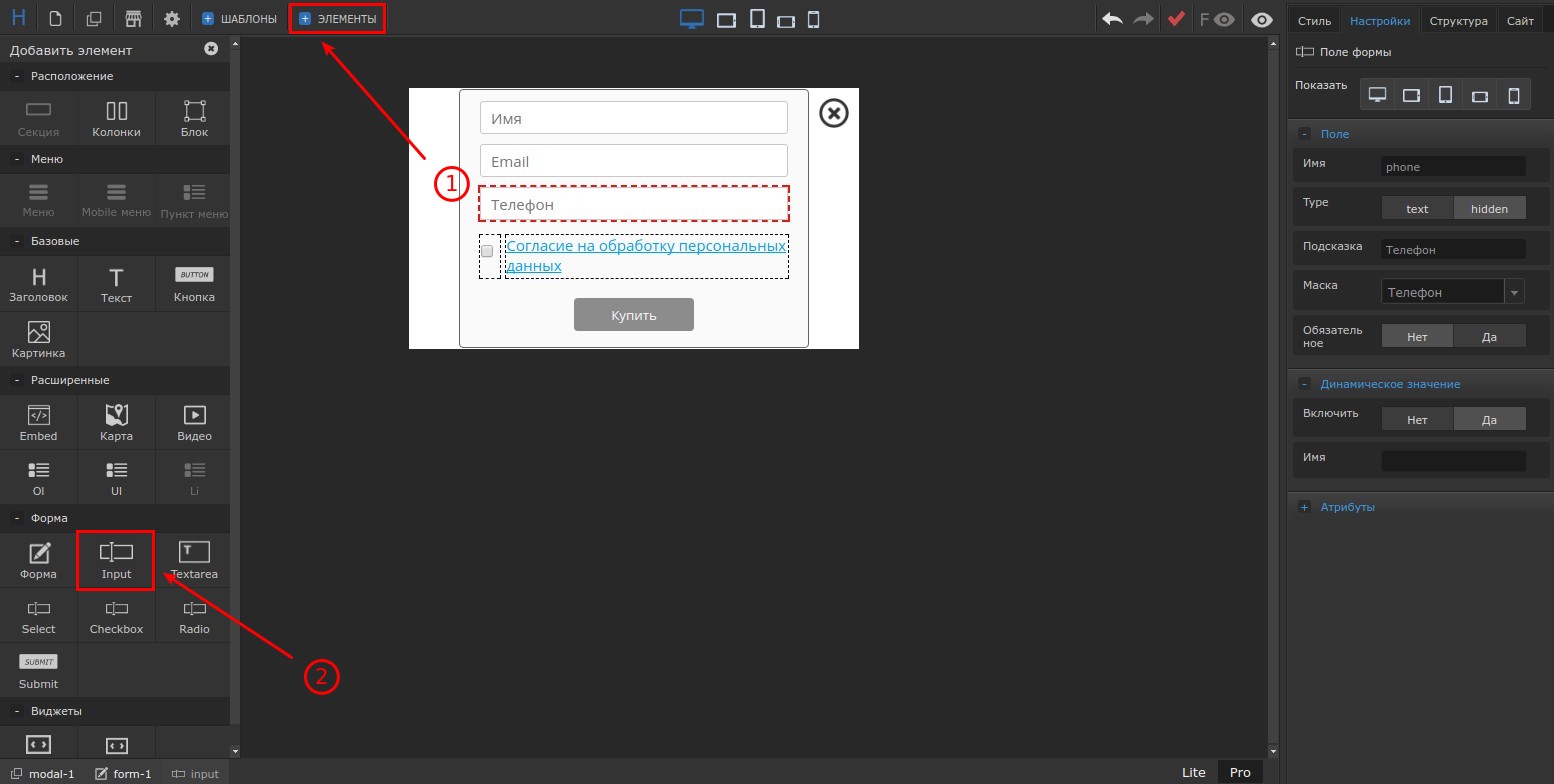 H
ШАБЛОНЫ
ЭЛЕМЕНТЫ
F
Стиль
Настройки
Структура
Сайт
Добавить элемент
- Расположение
Секция
Колонки
Блок
- Меню
Меню
Mobile меню
Пункт меню
- Базовые
H
Заголовок
T
Текст
BUTTON
Кнопка
Картинка
- Расширенные
Embed
Карта
Видео
Ol
Ul
Li
- Форма
Форма
Input
T
Textarea
Select
Checkbox
Radio
SUBMIT
Submit
- Виджеты
1
2
Имя
Email
Телефон
Согласие на обработку персональных
данных
Купить
Поле формы
Показать
- Поле
Имя
phone
Type
text
hidden
Подсказка
Телефон
Маска
Телефон
Обязатель
ное
Нет
Да
- Динамическое значение
Включить
Нет
Да
Имя
+ Атрибуты
modal-1
form-1
input
Lite
Pro